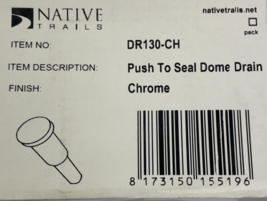 NATIVE
TRAILS
nativetrails.net
pack
ITEM NO: DR130-CH
ITEM DESCRIPTION: Push To Seal Dome Drain
FINISH: Chrome
8 173150 155196